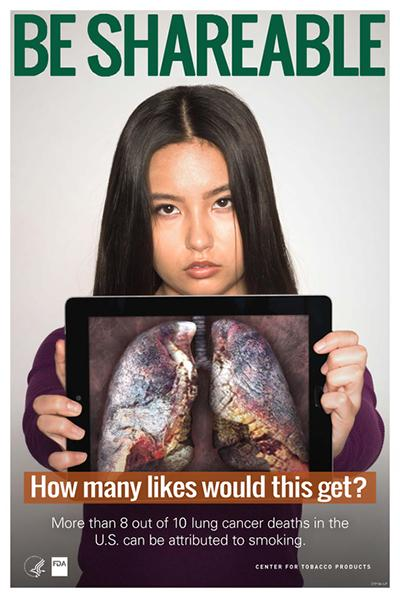 BE SHAREABLE
How many likes would this get?
More than 8 out of 10 lung cancer deaths in the
U.S. can be attributed to smoking.
FDA
CENTER FOR TOBACCO PRODUCTS